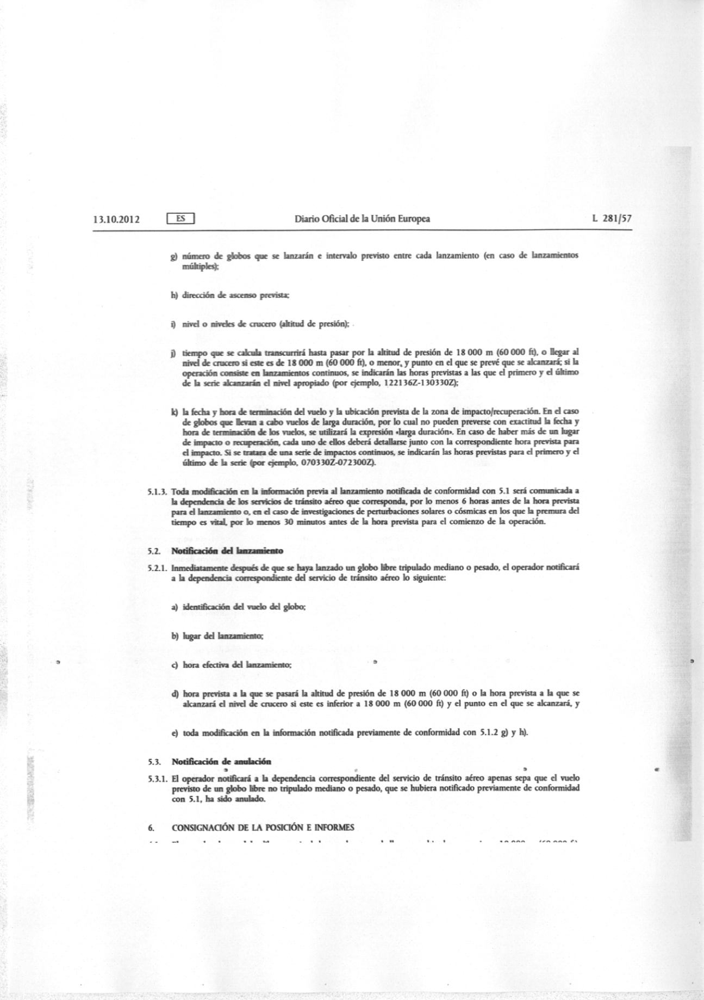 13.10.2012 ES Diario Oficial de la Unión Europea L 281/57
g) número de globos que se lanzarán e intervalo previsto entre cada lanzamiento (en caso de lanzamientos
múltiples);
h) dirección de ascenso prevista;
i) nivel o niveles de crucero (altitud de presión);
j) tiempo que se calcula transcurrirá hasta pasar por la altitud de presión de 18 000 m (60 000 ft), o llegar al
nivel de crucero si este es de 18 000 m (60 000 ft), o menor, y punto en el que se prevé que se alcanzará; si la
operación consiste en lanzamientos continuos, se indicarán las horas previstas a las que el primero y el último
de la serie alcanzarán el nivel apropiado (por ejemplo, 122136Z-130330Z);
k) la fecha y hora de terminación del vuelo y la ubicación prevista de la zona de impacto/recuperación. En el caso
de globos que llevan a cabo vuelos de larga duración, por lo cual no pueden preverse con exactitud la fecha y
hora de terminación de los vuelos, se utilizará la expresión «larga duración». En caso de haber más de un lugar
de impacto o recuperación, cada uno de ellos deberá detallarse junto con la correspondiente hora prevista para
el impacto. Si se tratara de una serie de impactos continuos, se indicarán las horas previstas para el primero y el
último de la serie (por ejemplo, 070330Z-072300Z).
5.1.3. Toda modificación en la información previa al lanzamiento notificada de conformidad con 5.1 será comunicada a
la dependencia de los servicios de tránsito aéreo que corresponda, por lo menos 6 horas antes de la hora prevista
para el lanzamiento o, en el caso de investigaciones de perturbaciones solares o cósmicas en los que la premura del
tiempo es vital, por lo menos 30 minutos antes de la hora prevista para el comienzo de la operación.
5.2. Notificación del lanzamiento
5.2.1. Inmediatamente después de que se haya lanzado un globo libre tripulado mediano o pesado, el operador notificará
a la dependencia correspondiente del servicio de tránsito aéreo lo siguiente:
a) identificación del vuelo del globo;
b) lugar del lanzamiento;
c) hora efectiva del lanzamiento;
d) hora prevista a la que se pasará la altitud de presión de 18 000 m (60 000 ft) o la hora prevista a la que se
alcanzará el nivel de crucero si este es inferior a 18 000 m (60 000 ft) y el punto en el que se alcanzará, y
e) toda modificación en la información notificada previamente de conformidad con 5.1.2 g) y h).
5.3. Notificación de anulación
5.3.1. El operador notificará a la dependencia correspondiente del servicio de tránsito aéreo apenas sepa que el vuelo
previsto de un globo libre no tripulado mediano o pesado, que se hubiera notificado previamente de conformidad
con 5.1, ha sido anulado.
6. CONSIGNACIÓN DE LA POSICIÓN E INFORMES